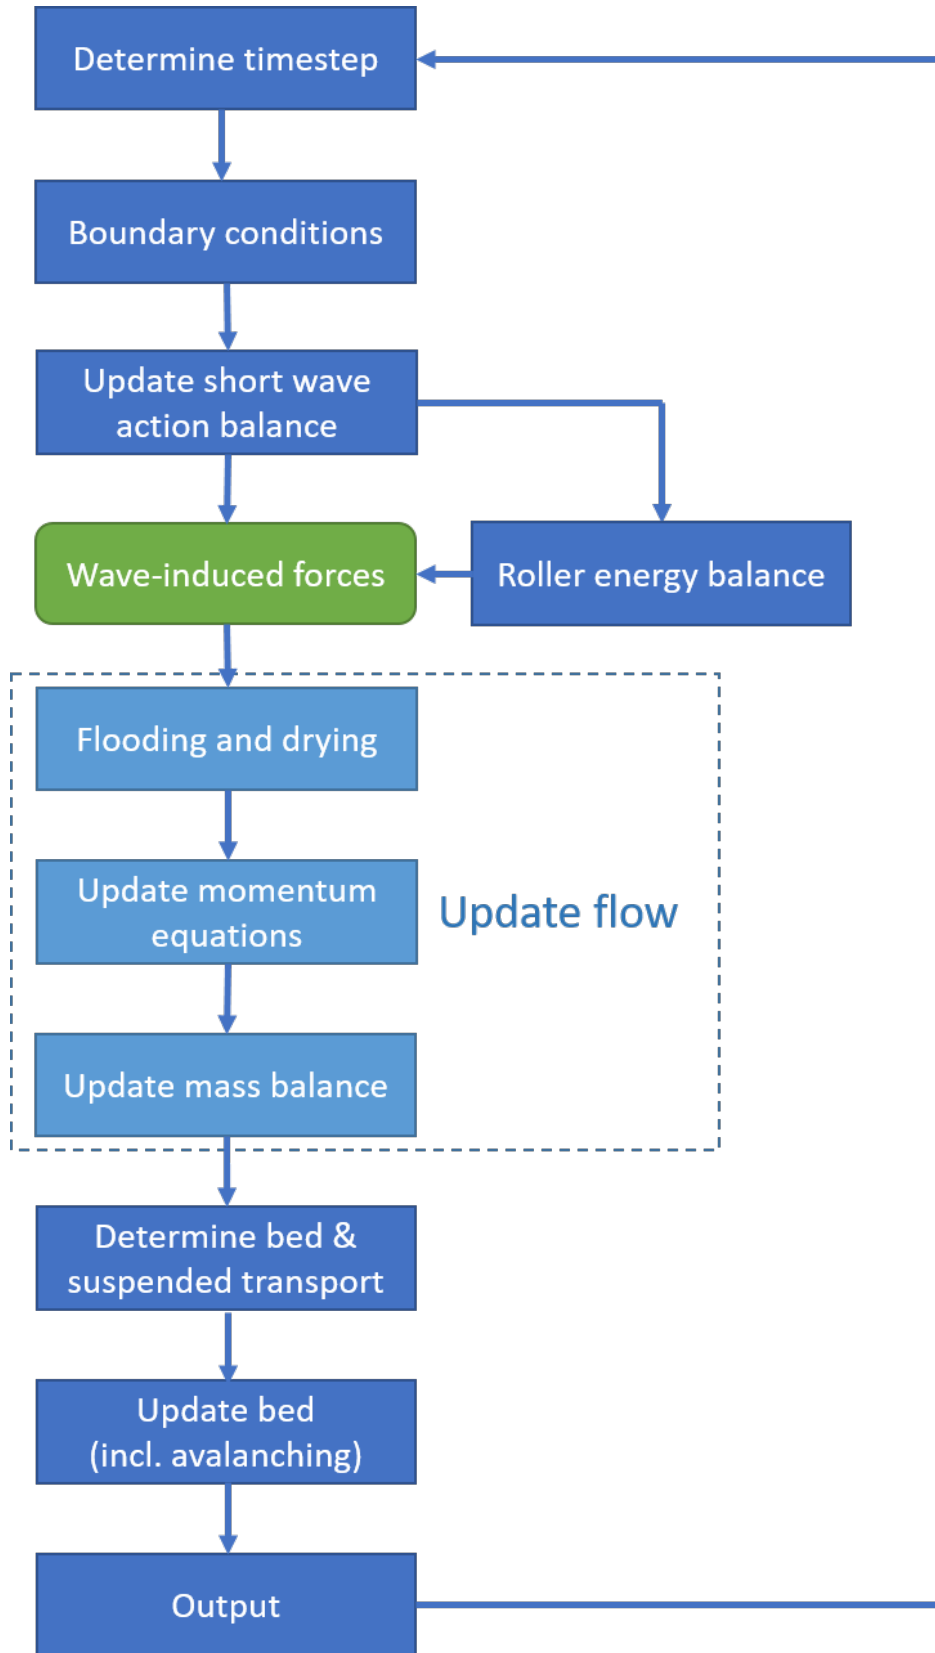 Determine timestep
Boundary conditions
Update short wave
action balance
Wave-induced forces
Roller energy balance
Flooding and drying
Update momentum
equations
Update flow
Update mass balance
Determine bed &
suspended transport
Update bed
(incl. avalanching)
Output